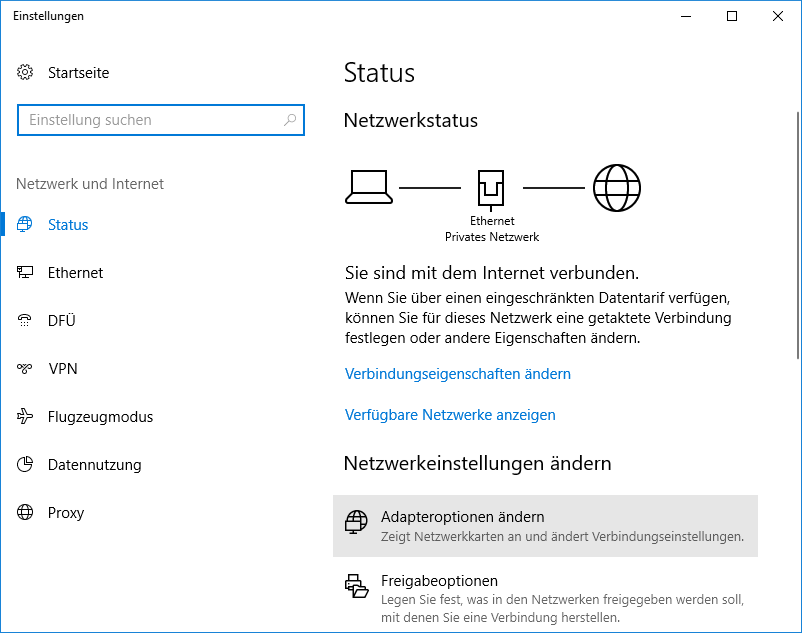 Einstellungen
Startseite
Einstellung suchen
Netzwerk und Internet
Status
Ethernet
DFÜ
VPN
Flugzeugmodus
Datennutzung
Proxy
Status
Netzwerkstatus
Ethernet
Privates Netzwerk
Sie sind mit dem Internet verbunden.
Wenn Sie über einen eingeschränkten Datentarif verfügen,
können Sie für dieses Netzwerk eine getaktete Verbindung
festlegen oder andere Eigenschaften ändern.
Verbindungseigenschaften ändern
Verfügbare Netzwerke anzeigen
Netzwerkeinstellungen ändern
Adapteroptionen ändern
Zeigt Netzwerkkarten an und ändert Verbindungseinstellungen.
Freigabeoptionen
Legen Sie fest, was in den Netzwerken freigegeben werden soll,
mit denen Sie eine Verbindung herstellen.